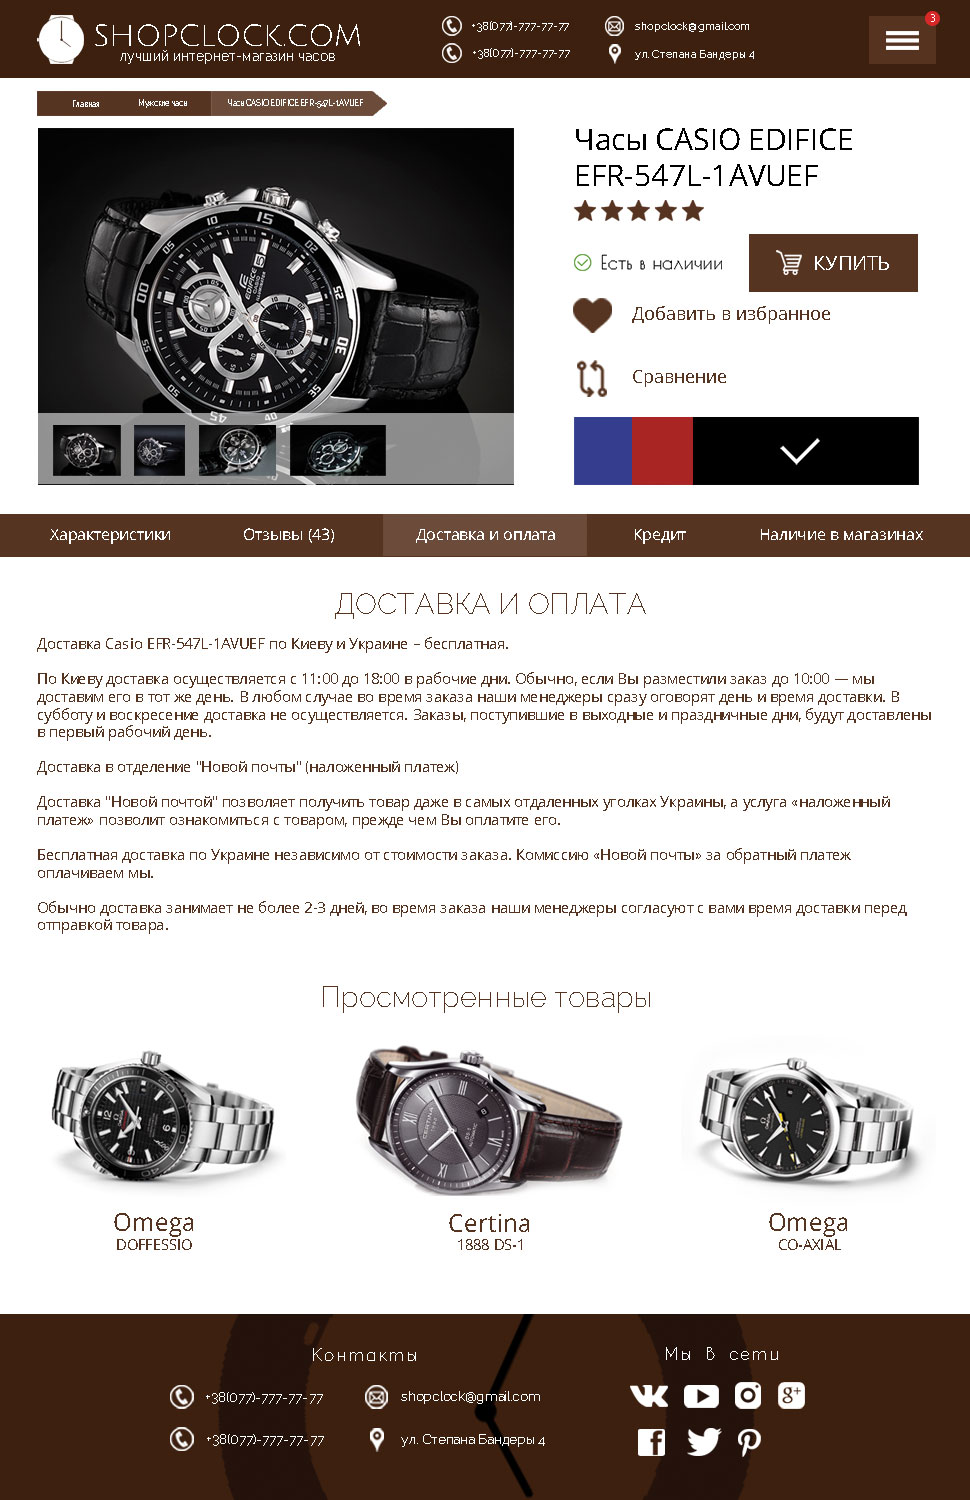 SHOPCLOCK.COM
лучший интернет-магазин часов
+38(077)-777-77-77
+38(077)-777-77-77
shopclock@gmail.com
ул. Степана Бандеры 4
3
Главная
Мужские часы
Часы CASIO EDIFICE EFR-547L-1AVUEF
Часы CASIO EDIFICE
EFR-547L-1AVUEF
Есть в наличии
КУПИТЬ
Добавить в избранное
Сравнение
Характеристики
Отзывы (43)
Доставка и оплата
Кредит
Наличие в магазинах
ДОСТАВКА И ОПЛАТА
Доставка Casio EFR-547L-1AVUEF по Киеву и Украине – бесплатная.
По Киеву доставка осуществляется с 11:00 до 18:00 в рабочие дни. Обычно, если Вы разместили заказ до 10:00 — мы
доставим его в тот же день. В любом случае во время заказа наши менеджеры сразу оговорят день и время доставки. В
субботу и воскресение доставка не осуществляется. Заказы, поступившие в выходные и праздничные дни, будут доставлены
в первый рабочий день.
Доставка в отделение "Новой почты" (наложенный платеж)
Доставка "Новой почтой" позволяет получить товар даже в самых отдаленных уголках Украины, а услуга «наложенный
платеж» позволит ознакомиться с товаром, прежде чем Вы оплатите его.
Бесплатная доставка по Украине независимо от стоимости заказа. Комиссию «Новой почты» за обратный платеж
оплачиваем мы.
Обычно доставка занимает не более 2-3 дней, во время заказа наши менеджеры согласуют с вами время доставки перед
отправкой товара.
Просмотренные товары
Omega
DOFFESSIO
Certina
1888 DS-1
Omega
CO-AXIAL
Контакты
+38(077)-777-77-77
shopclock@gmail.com
+38(077)-777-77-77
ул. Степана Бандеры 4
Мы в сети